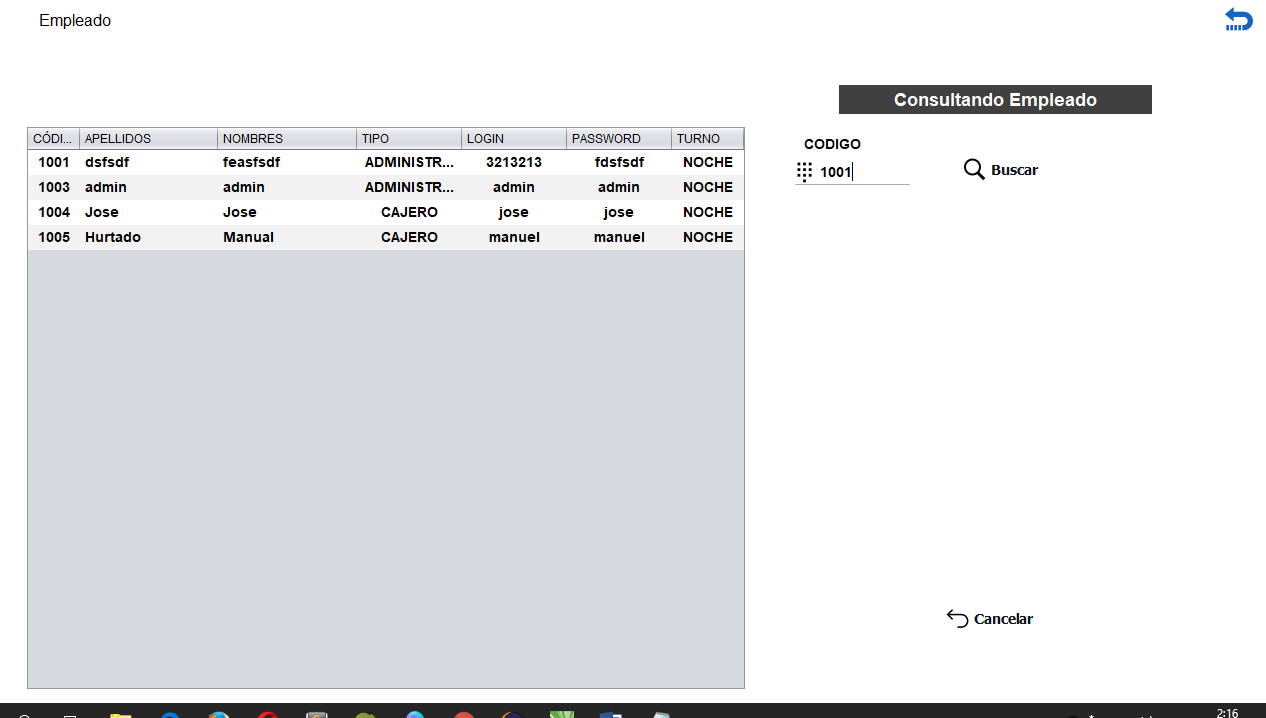 Empleado
Consultando Empleado
CÓDI... APELLIDOS NOMBRES TIPO LOGIN PASSWORD TURNO
1001 dsfsdf feasfsdf ADMINISTR... 3213213 fdsfsdf NOCHE
1003 admin admin ADMINISTR... admin admin NOCHE
1004 Jose Jose CAJERO jose jose NOCHE
1005 Hurtado Manual CAJERO manuel manuel NOCHE
CODIGO
1001
Buscar
Cancelar
2:16